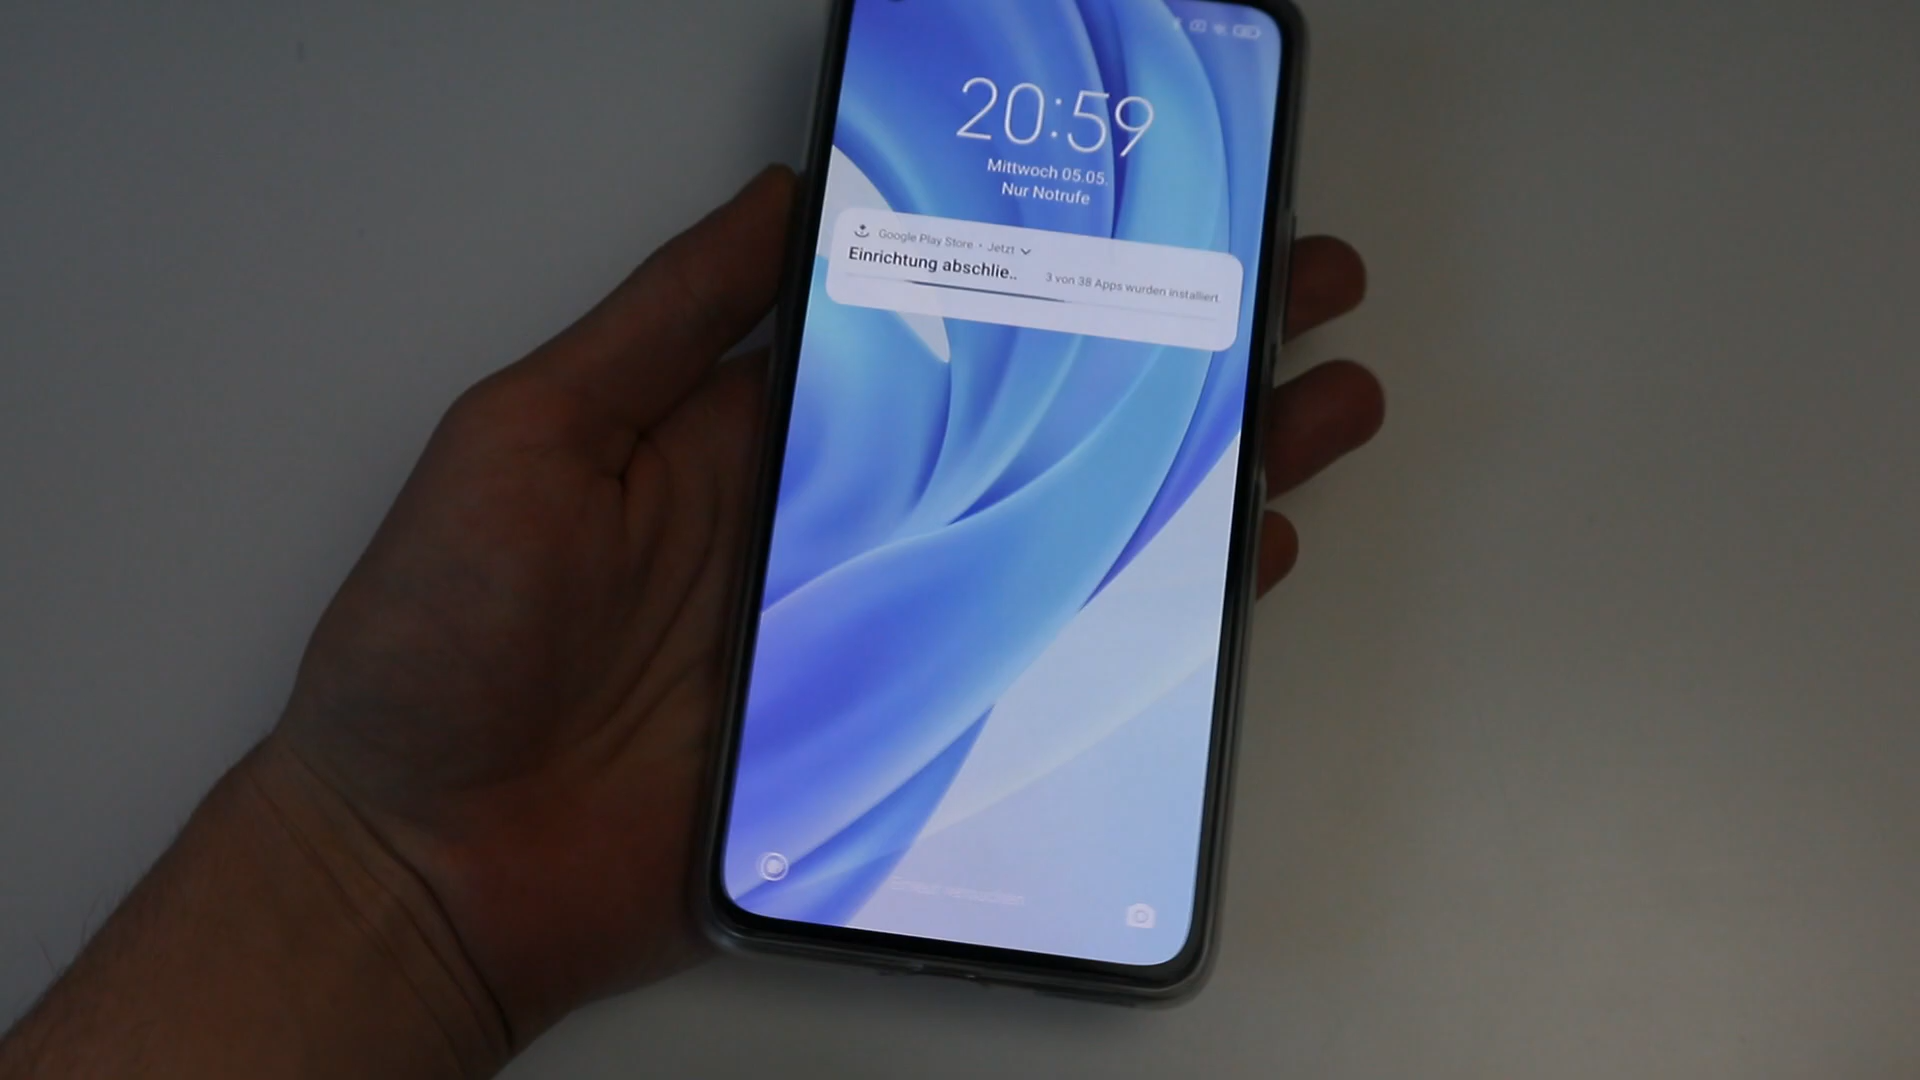 20:59
Mittwoch 05.05.
Nur Notrufe
Google Play Store • Jetzt
Einrichtung abschlie..
3 von 38 Apps wurden installiert